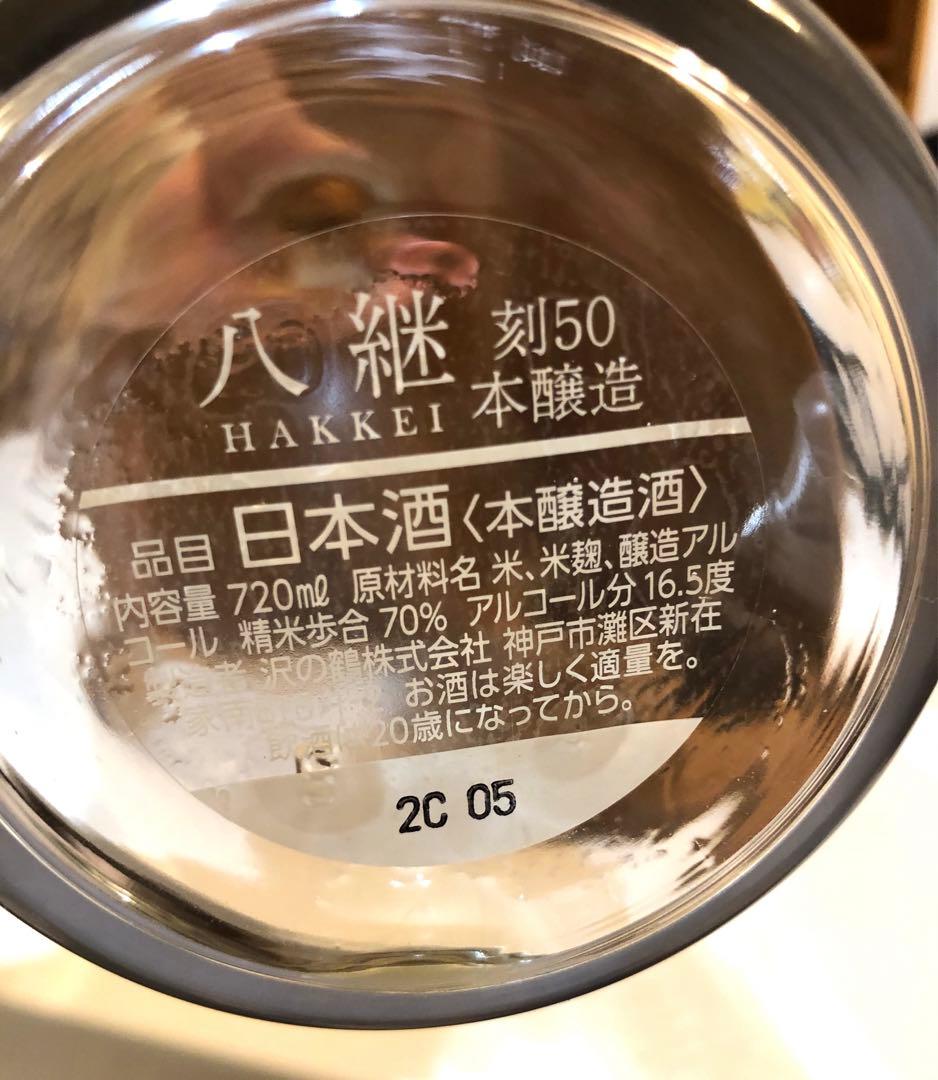 八継 刻50
HAKKEI 本醸造
品目 日本酒〈本醸造酒〉
内容量 720ml 原材料名 米、米麹、醸造アル
コール 精米歩合 70% アルコール分 16.5度
沢の鶴株式会社 神戸市灘区新在
お酒は楽しく適量を。
20歳になってから。
2C 05